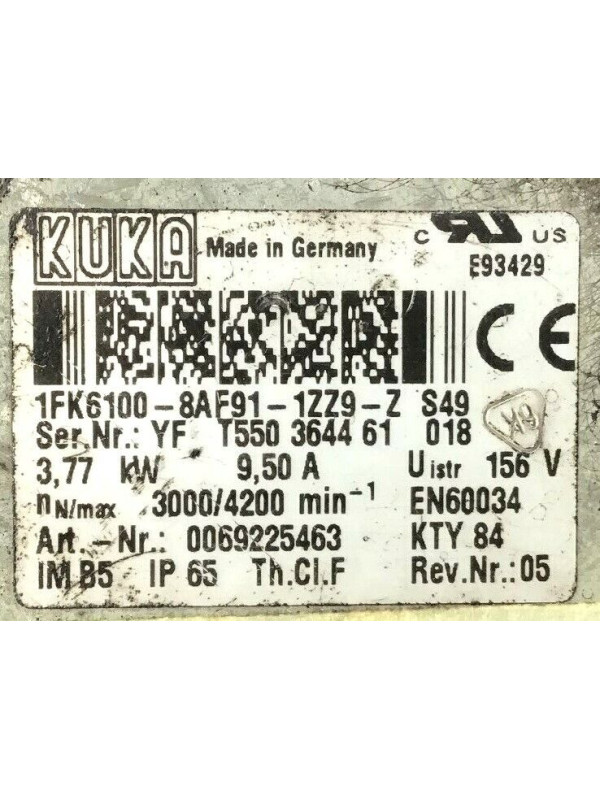 KUKA Made in Germany
C RU US
E93429
CE
1FK6100-8AF91-1ZZ9-Z S49
Ser.Nr.: YF T550 3644 61 018
3,77 kW 9,50 A Uistr 156 V
nN/max 3000/4200 min-1 EN60034
Art.-Nr.: 0069225463 KTY 84
IM B5 IP 65 Th.Cl.F Rev.Nr.:05